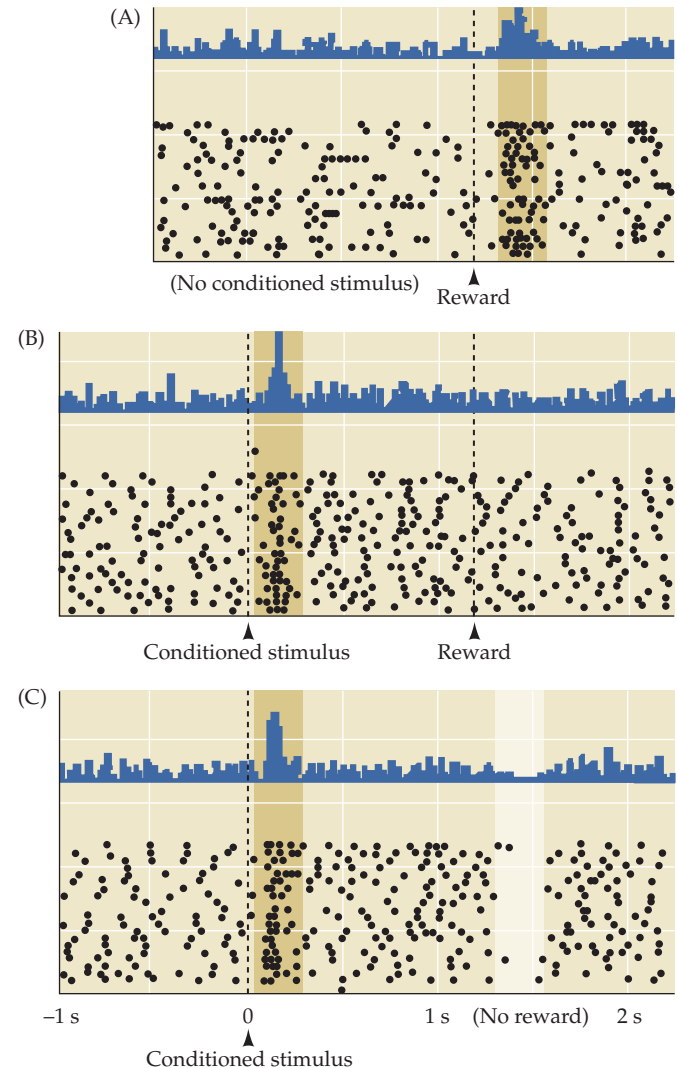 (A)
(No conditioned stimulus)
Reward
(B)
Conditioned stimulus
Reward
(C)
–1 s 0 1 s (No reward) 2 s
Conditioned stimulus